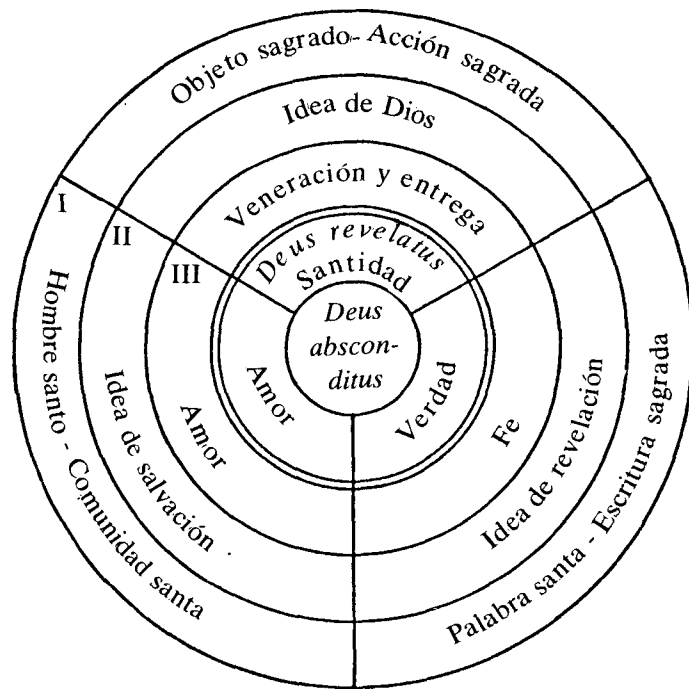 Objeto sagrado - Acción sagrada
Idea de Dios
Veneración y entrega
Deus revelatus
Santidad
I
II
III
Deus
abscon-
ditus
Hombre santo - Comunidad santa
Idea de salvación
Amor
Amor
Verdad
Fe
Idea de revelación
Palabra santa - Escritura sagrada